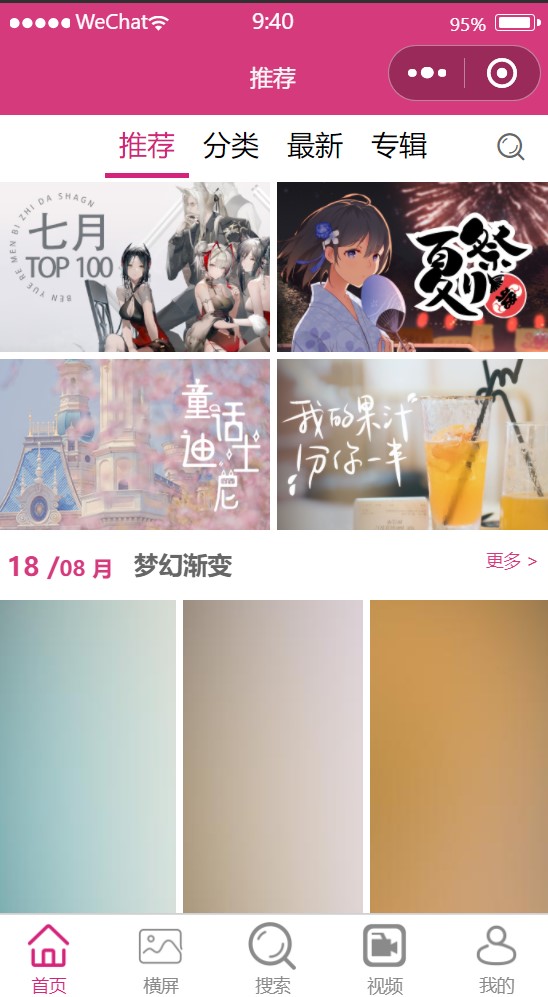 WeChat 9:40 95%
推荐
推荐 分类 最新 专辑
BEN YUE RE MEN BI ZHI DA SHAGN
七月
TOP 100
夏祭り
童话
迪士尼
我的果汁
分你一半
18 /08 月 梦幻渐变 更多 >
首页 横屏 搜索 视频 我的